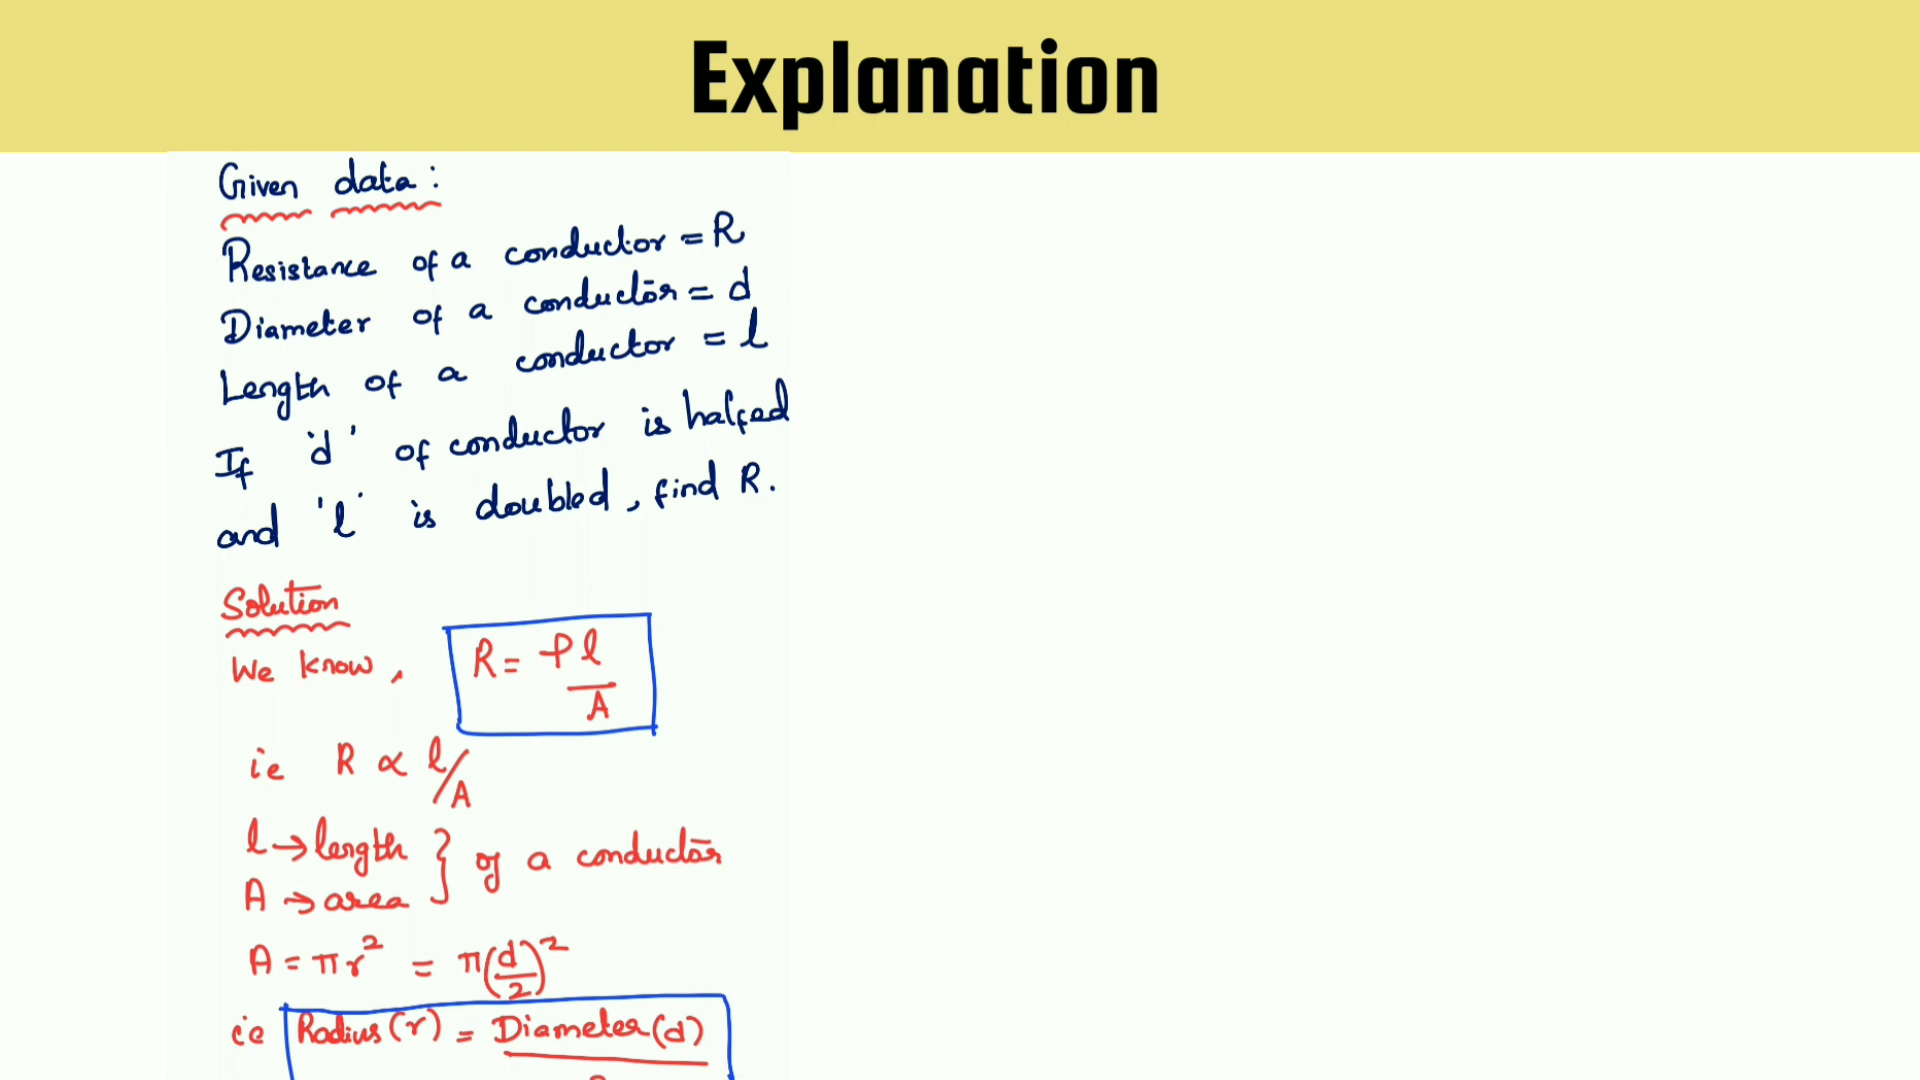 Explanation
Given data:
Resistance of a conductor = R
Diameter of a conductor = d
Length of a conductor = l
If 'd' of conductor is halfed
and 'l' is doubled, find R.
Solution
We know, R = ρl/A
ie R ∝ l/A
l → length } of a conductor
A → area
A = πr² = π(d/2)²
ie Radius(r) = Diameter(d)